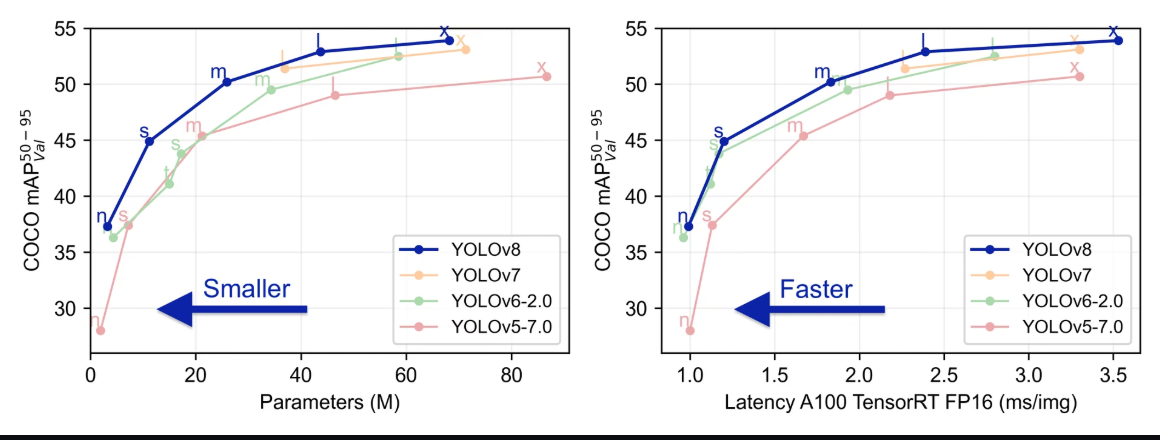 55
50
45
40
35
30
COCO mAP50−95 Val
n
s
m
l
x
l
x
n
t
s
m
l
n
s
m
l
x
Smaller
YOLOv8
YOLOv7
YOLOv6-2.0
YOLOv5-7.0
0 20 40 60 80
Parameters (M)
55
50
45
40
35
30
COCO mAP50−95 Val
n
s
m
l
x
l
x
n
t
s
m
l
n
s
m
l
x
Faster
YOLOv8
YOLOv7
YOLOv6-2.0
YOLOv5-7.0
1.0 1.5 2.0 2.5 3.0 3.5
Latency A100 TensorRT FP16 (ms/img)